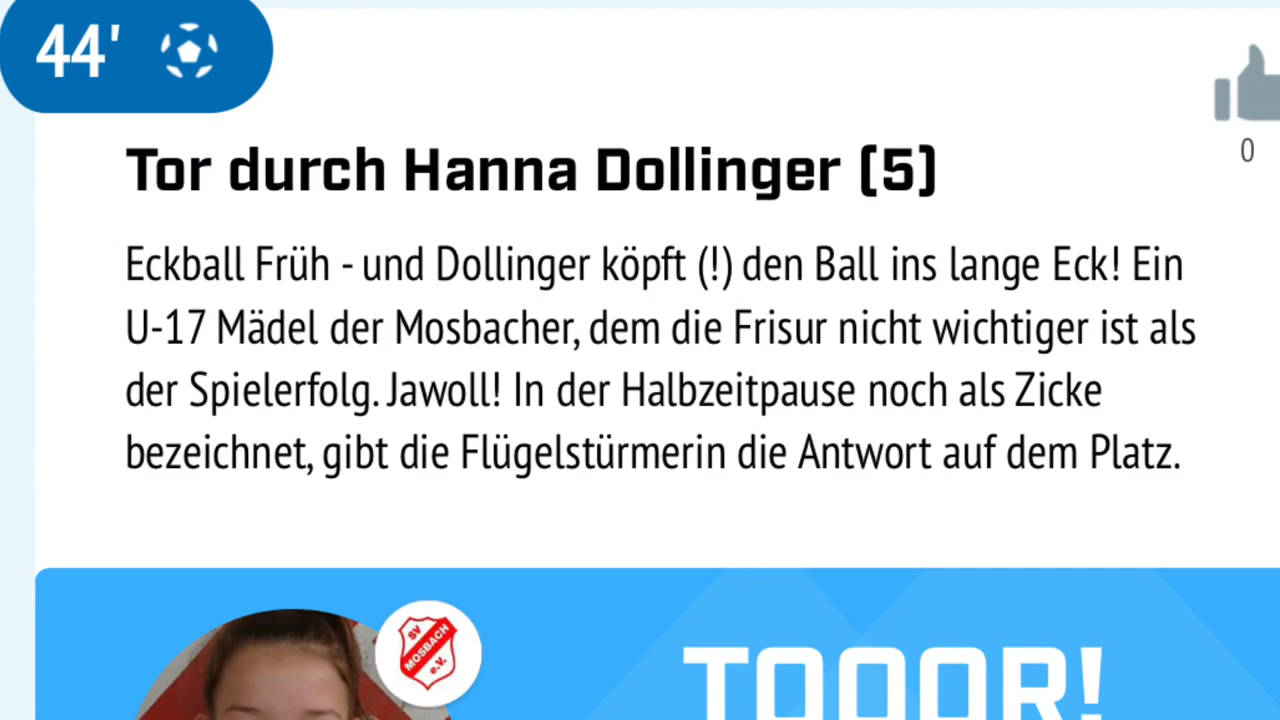 44'
0
Tor durch Hanna Dollinger (5)
Eckball Früh - und Dollinger köpft (!) den Ball ins lange Eck! Ein
U-17 Mädel der Mosbacher, dem die Frisur nicht wichtiger ist als
der Spielerfolg. Jawoll! In der Halbzeitpause noch als Zicke
bezeichnet, gibt die Flügelstürmerin die Antwort auf dem Platz.
SV
MOSBACH
e.V.
TOOOR!